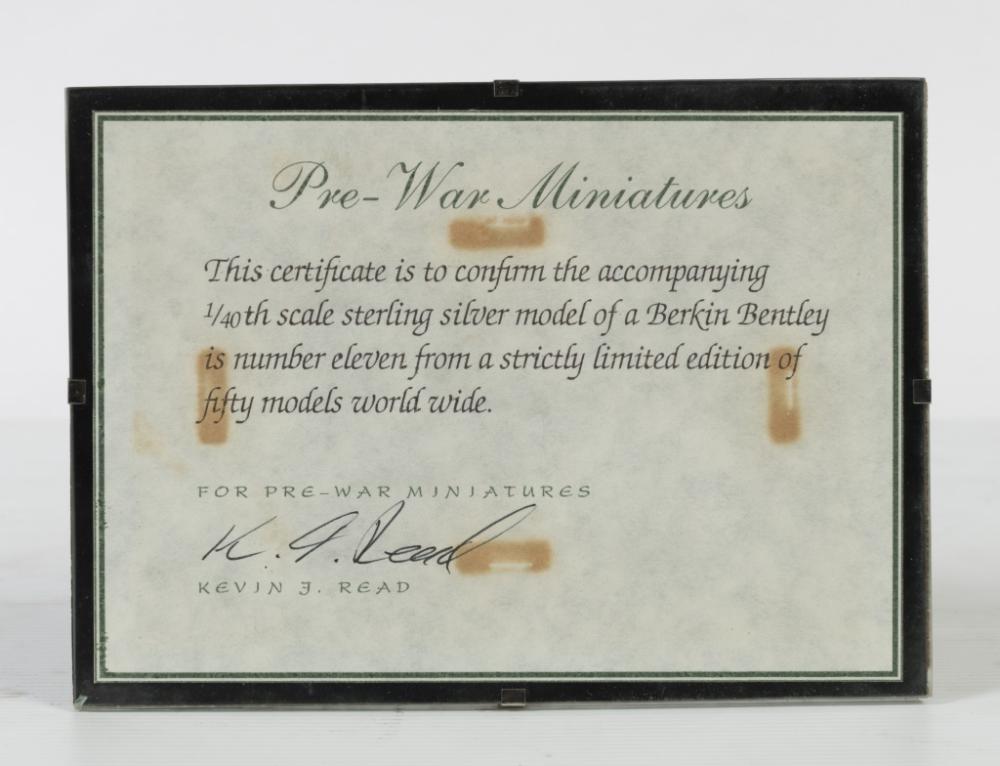 Pre-War Miniatures
This certificate is to confirm the accompanying
1/40th scale sterling silver model of a Berkin Bentley
is number eleven from a strictly limited edition of
fifty models world wide.
FOR PRE-WAR MINIATURES
K. J. Read
KEVIN J. READ